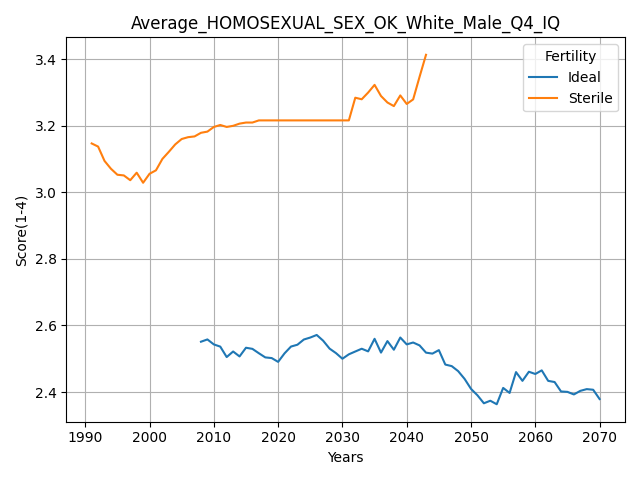 Average_HOMOSEXUAL_SEX_OK_White_Male_Q4_IQ
Fertility
Ideal
Sterile
Score(1-4)
3.4
3.2
3.0
2.8
2.6
2.4
1990 2000 2010 2020 2030 2040 2050 2060 2070
Years